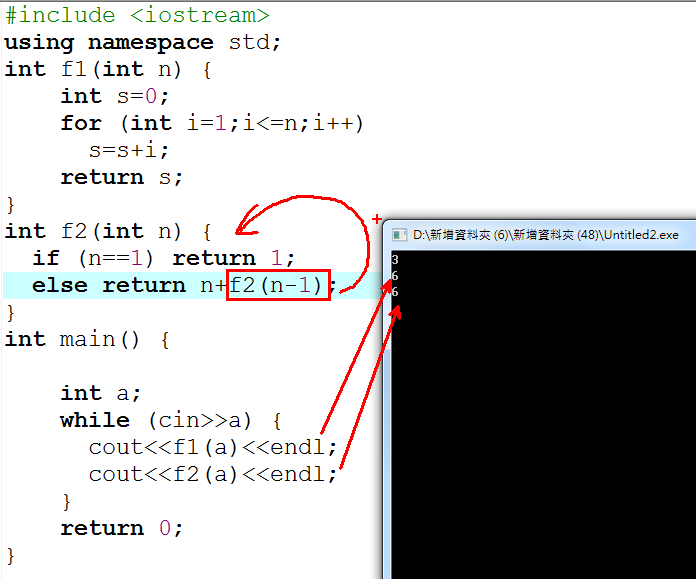 #include <iostream>
using namespace std;
int f1(int n) {
    int s=0;
    for (int i=1;i<=n;i++)
      s=s+i;
    return s;
}
int f2(int n) {
  if (n==1) return 1;
  else return n+f2(n-1);
}
int main() {
    int a;
    while (cin>>a) {
      cout<<f1(a)<<endl;
      cout<<f2(a)<<endl;
    }
    return 0;
}
D:\新增資料夾 (6)\新增資料夾 (48)\Untitled2.exe
3
6
6